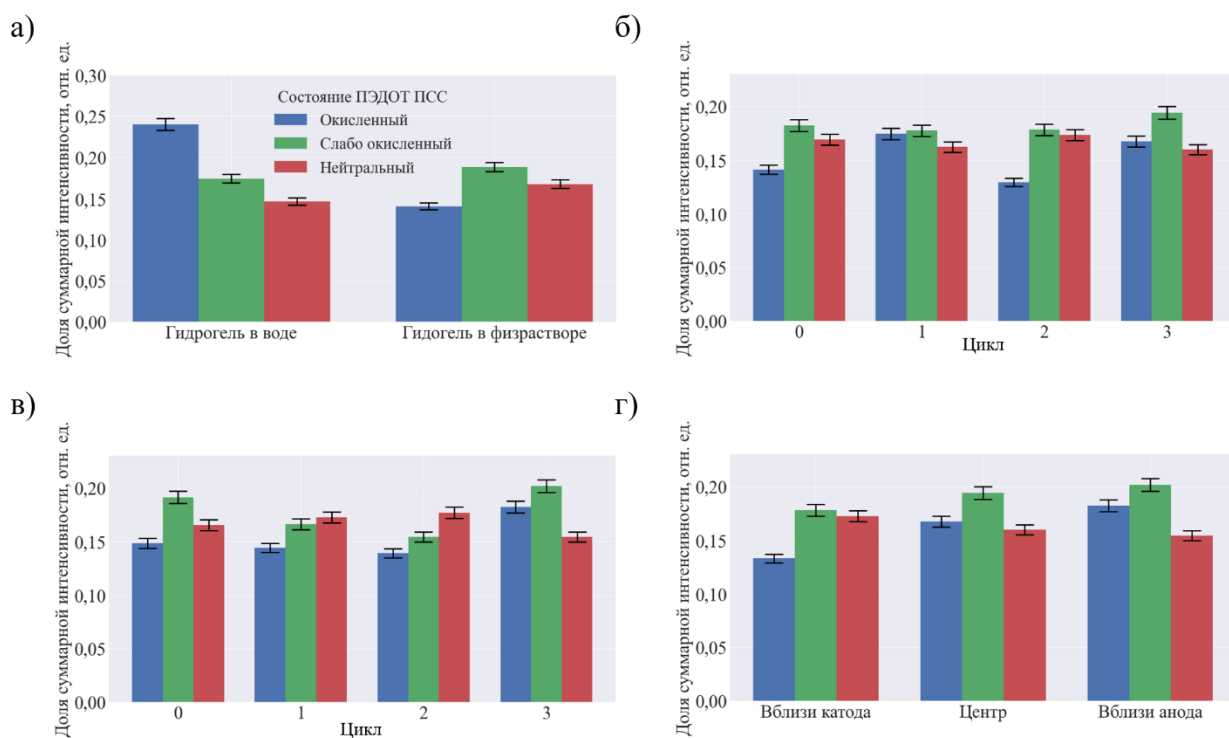 а)
Доля суммарной интенсивности, отн. ед.
0,30
0,25
0,20
0,15
0,10
0,05
0,00
Состояние ПЭДОТ ПСС
Окисленный
Слабо окисленный
Нейтральный
Гидрогель в воде
Гидогель в физрастворе
б)
Доля суммарной интенсивности, отн. ед.
0,20
0,15
0,10
0,05
0,00
0 1 2 3
Цикл
в)
Доля суммарной интенсивности, отн. ед.
0,20
0,15
0,10
0,05
0,00
0 1 2 3
Цикл
г)
Доля суммарной интенсивности, отн. ед.
0,20
0,15
0,10
0,05
0,00
Вблизи катода
Центр
Вблизи анода